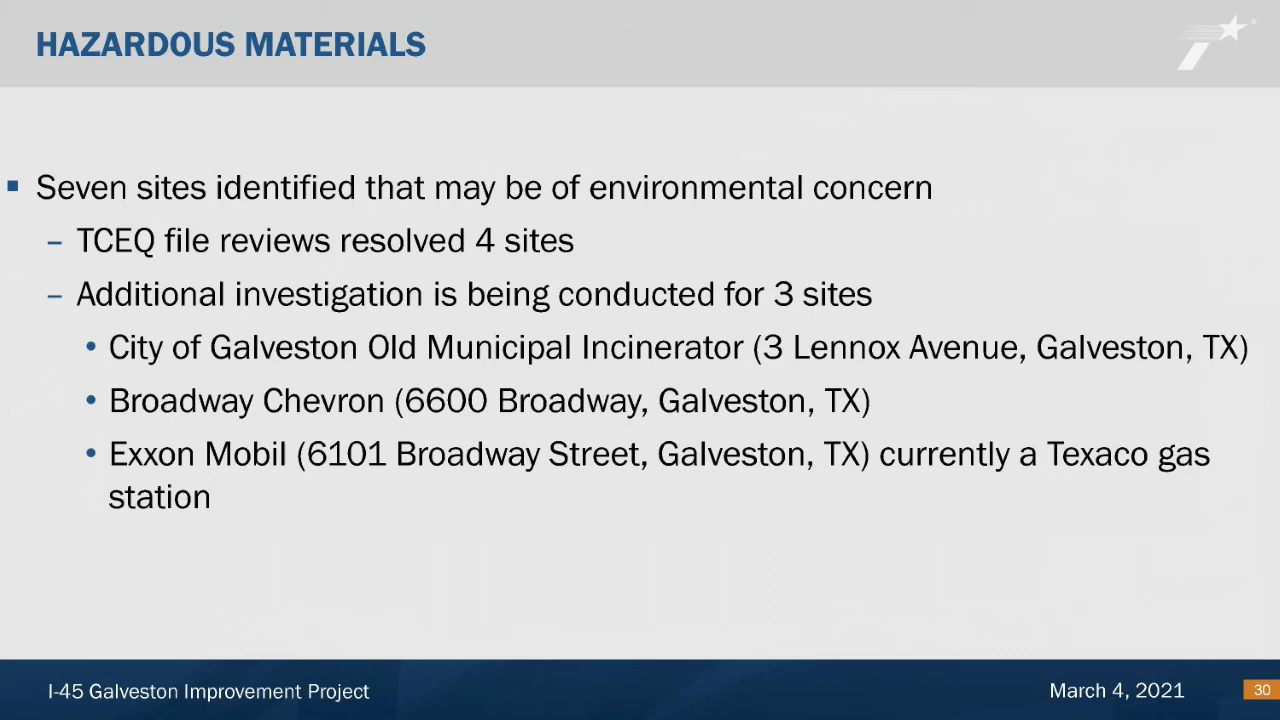 HAZARDOUS MATERIALS
Seven sites identified that may be of environmental concern
– TCEQ file reviews resolved 4 sites
– Additional investigation is being conducted for 3 sites
• City of Galveston Old Municipal Incinerator (3 Lennox Avenue, Galveston, TX)
• Broadway Chevron (6600 Broadway, Galveston, TX)
• Exxon Mobil (6101 Broadway Street, Galveston, TX) currently a Texaco gas
station
I-45 Galveston Improvement Project
March 4, 2021
30